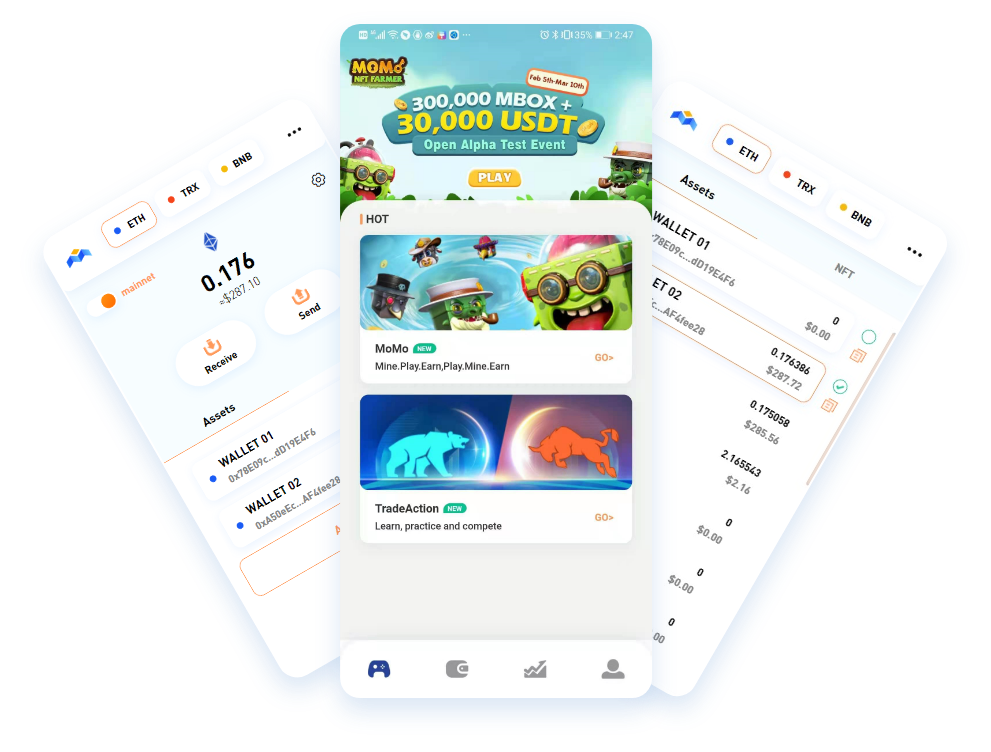 ETH
TRX
BNB
mainnet
0.176
≈$287.10
Receive
Send
Assets
WALLET 01
0x78E09c...dD19E4F6
WALLET 02
0xA50eEc...AF4fee28
35% 2:47
MOMO
NFT FARMER
Feb 5th-Mar 10th
300,000 MBOX +
30,000 USDT
Open Alpha Test Event
PLAY
HOT
MoMo NEW
Mine.Play.Earn,Play.Mine.Earn
GO>
TradeAction NEW
Learn, practice and compete
GO>
ETH
TRX
BNB
Assets
NFT
WALLET 01
78E09c...dD19E4F6
0
$0.00
ET 02
Ec...AF4fee28
0.176386
$287.72
0.175058
$285.56
2.165543
$2.16
0
$0.00
0
$0.00
0
00